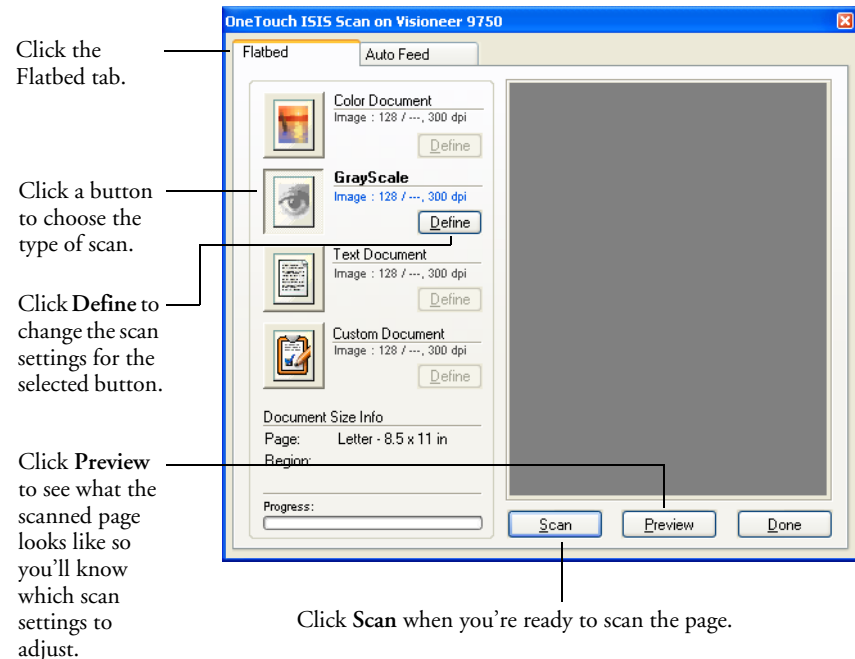 OneTouch ISIS Scan on Visioneer 9750
Click the
Flatbed tab.
Flatbed
Auto Feed
Color Document
Image : 128 / ---, 300 dpi
Define
Click a button
to choose the
type of scan.
GrayScale
Image : 128 / ---, 300 dpi
Define
Click Define to
change the scan
settings for the
selected button.
Text Document
Image : 128 / ---, 300 dpi
Define
Custom Document
Image : 128 / ---, 300 dpi
Define
Document Size Info
Page: Letter - 8.5 x 11 in
Region:
Click Preview
to see what the
scanned page
looks like so
you'll know
which scan
settings to
adjust.
Progress:
Scan
Preview
Done
Click Scan when you're ready to scan the page.